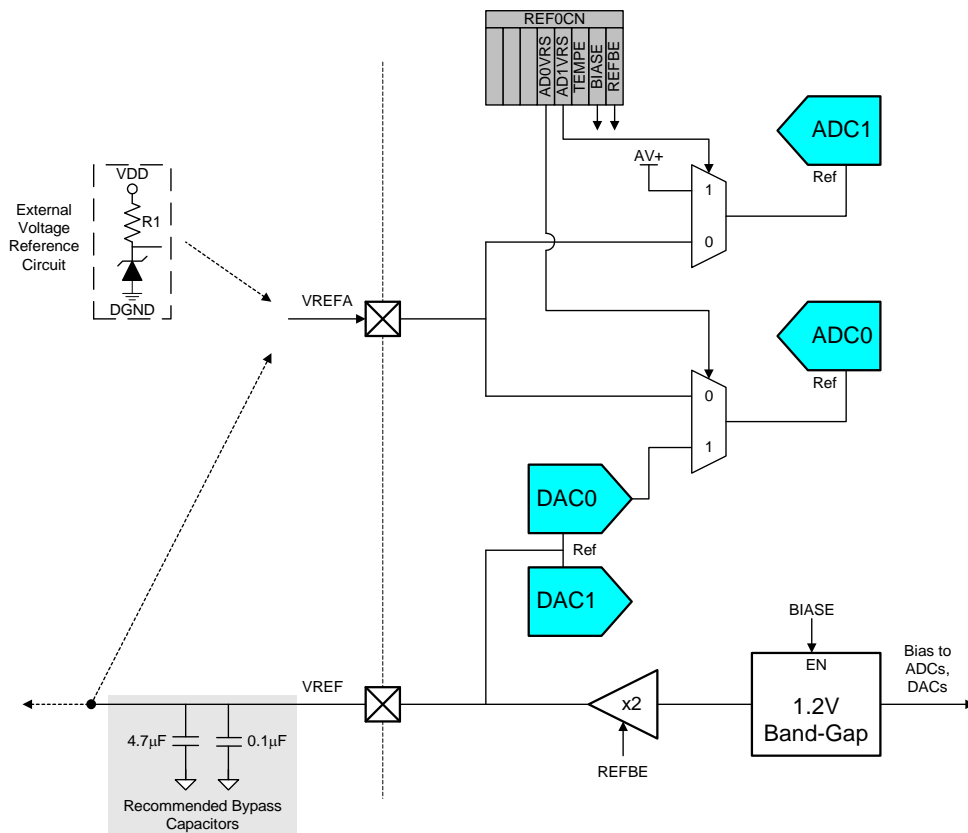 REF0CN
AD0VRS
AD1VRS
TEMPE
BIASE
REFBE
ADC1
Ref
AV+
1
0
VDD
R1
DGND
External
Voltage
Reference
Circuit
VREFA
ADC0
Ref
0
1
DAC0
Ref
DAC1
BIASE
EN
1.2V
Band-Gap
Bias to
ADCs,
DACs
x2
REFBE
VREF
4.7µF
0.1µF
Recommended Bypass
Capacitors